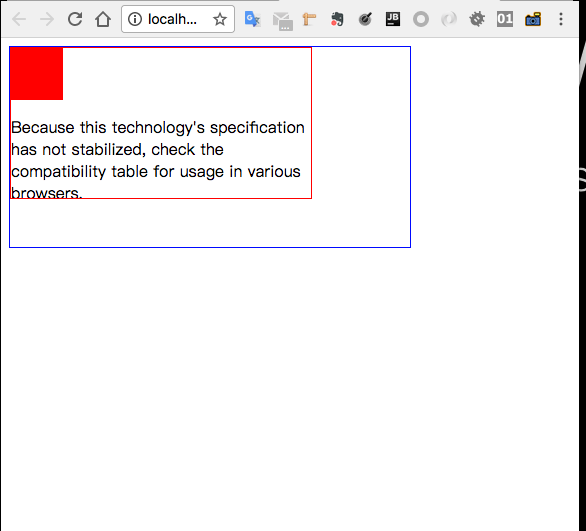 localh...
JB
01
Because this technology's specification
has not stabilized, check the
compatibility table for usage in various
browsers.